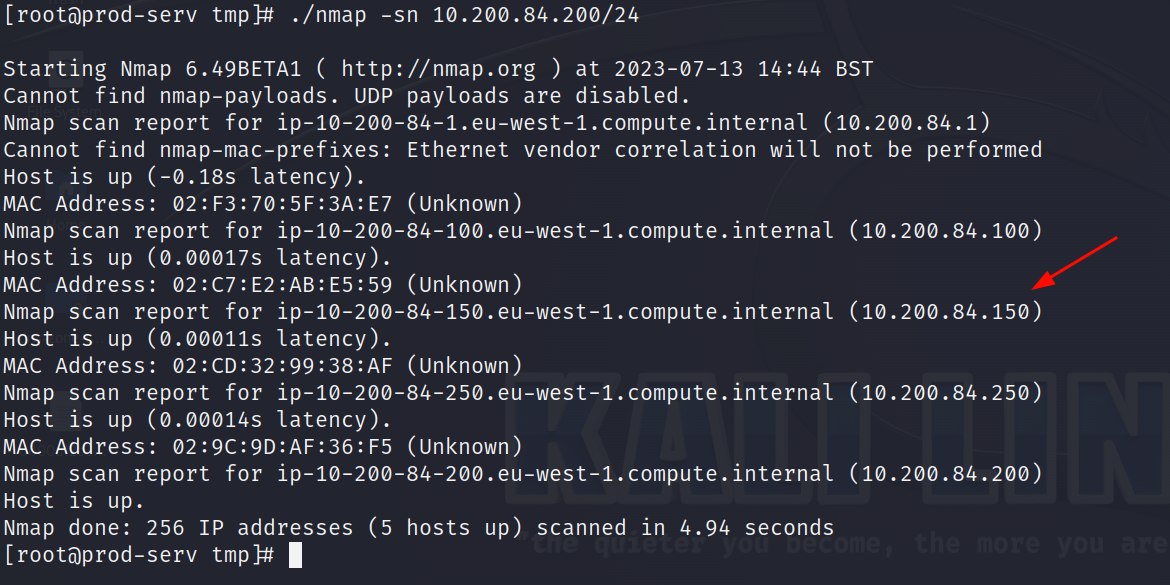 [root@prod-serv tmp]# ./nmap -sn 10.200.84.200/24

Starting Nmap 6.49BETA1 ( http://nmap.org ) at 2023-07-13 14:44 BST
Cannot find nmap-payloads. UDP payloads are disabled.
Nmap scan report for ip-10-200-84-1.eu-west-1.compute.internal (10.200.84.1)
Cannot find nmap-mac-prefixes: Ethernet vendor correlation will not be performed
Host is up (-0.18s latency).
MAC Address: 02:F3:70:5F:3A:E7 (Unknown)
Nmap scan report for ip-10-200-84-100.eu-west-1.compute.internal (10.200.84.100)
Host is up (0.00017s latency).
MAC Address: 02:C7:E2:AB:E5:59 (Unknown)
Nmap scan report for ip-10-200-84-150.eu-west-1.compute.internal (10.200.84.150)
Host is up (0.00011s latency).
MAC Address: 02:CD:32:99:38:AF (Unknown)
Nmap scan report for ip-10-200-84-250.eu-west-1.compute.internal (10.200.84.250)
Host is up (0.00014s latency).
MAC Address: 02:9C:9D:AF:36:F5 (Unknown)
Nmap scan report for ip-10-200-84-200.eu-west-1.compute.internal (10.200.84.200)
Host is up.
Nmap done: 256 IP addresses (5 hosts up) scanned in 4.94 seconds
[root@prod-serv tmp]#
KALI LIN
"the quieter you become, the more you are